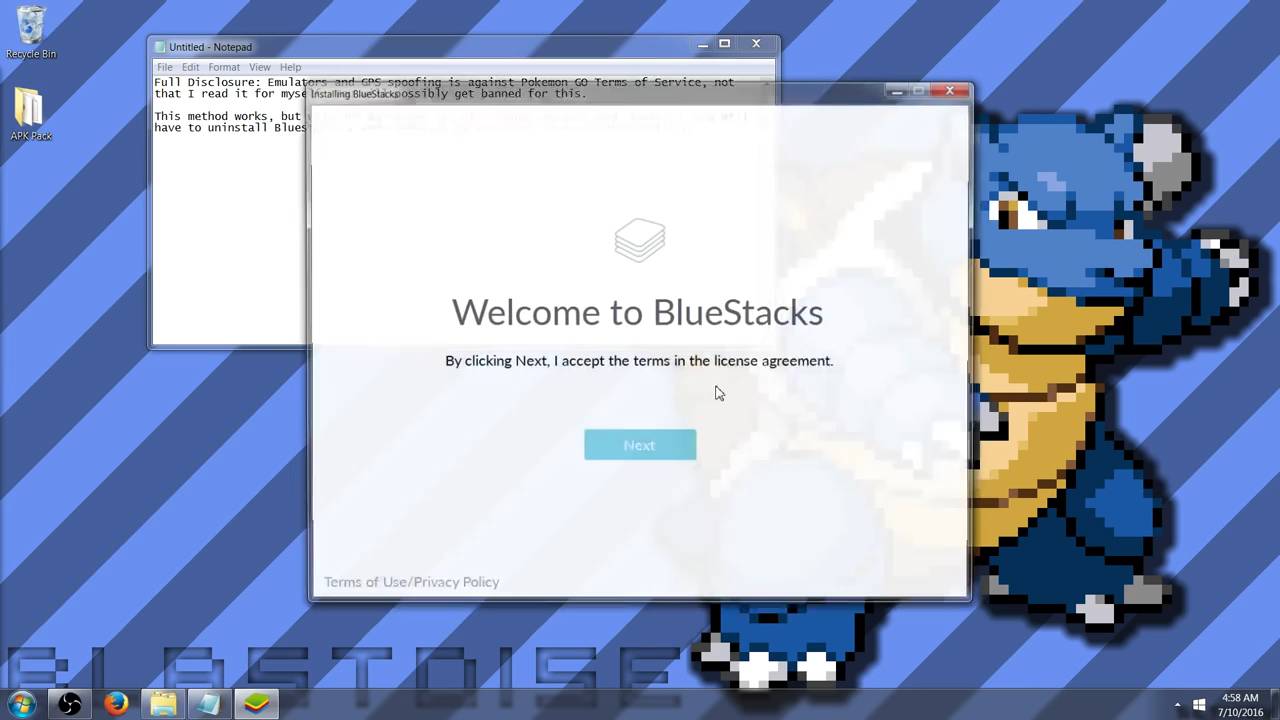 Recycle Bin
APK Pack
Untitled - Notepad
File Edit Format View Help
Full Disclosure: Emulators and GPS spoofing is against Pokemon GO Terms of Service, not
that I read it for myse possibly get banned for this.
This method works, but
have to uninstall Blues
Installing BlueStacks
Welcome to BlueStacks
By clicking Next, I accept the terms in the license agreement.
Next
Terms of Use/Privacy Policy
BLASTOISE
4:58 AM
7/10/2016